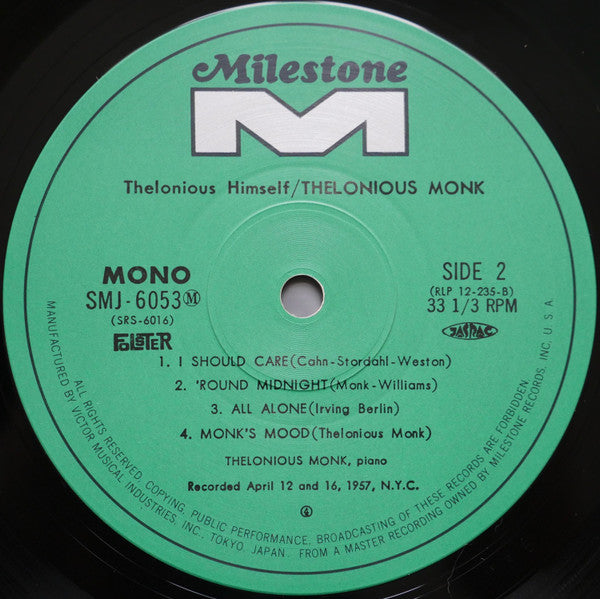 Milestone
M
Thelonious Himself/THELONIOUS MONK
MONO
SMJ-6053 Ⓜ
(SRS-6016)
FOLSTER
SIDE 2
(RLP 12-235-B)
33 1/3 RPM
JASRAC
1. I SHOULD CARE(Cahn-Stordahl-Weston)
2. 'ROUND MIDNIGHT(Monk-Williams)
3. ALL ALONE(Irving Berlin)
4. MONK'S MOOD(Thelonious Monk)
THELONIOUS MONK, piano
Recorded April 12 and 16, 1957, N.Y.C.
④
ALL RIGHTS RESERVED. COPYING, PUBLIC PERFORMANCE, BROADCASTING OF THESE RECORDS ARE FORBIDDEN.
MANUFACTURED BY VICTOR MUSICAL INDUSTRIES, INC., TOKYO, JAPAN. FROM A MASTER RECORDING OWNED BY MILESTONE RECORDS, INC. U.S.A.